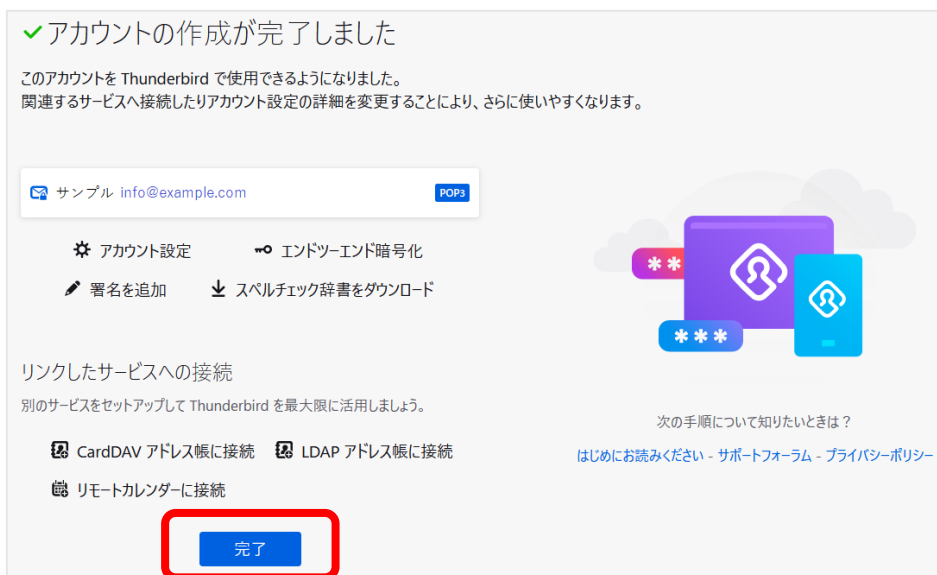 アカウントの作成が完了しました
このアカウントを Thunderbird で使用できるようになりました。
関連するサービスへ接続したりアカウント設定の詳細を変更することにより、さらに使いやすくなります。
サンプル info@example.com POP3
アカウント設定 エンドツーエンド暗号化
署名を追加 スペルチェック辞書をダウンロード
リンクしたサービスへの接続
別のサービスをセットアップして Thunderbird を最大限に活用しましょう。
CardDAV アドレス帳に接続 LDAP アドレス帳に接続
リモートカレンダーに接続
完了
**
***
次の手順について知りたいときは?
はじめにお読みください - サポートフォーラム - プライバシーポリシー